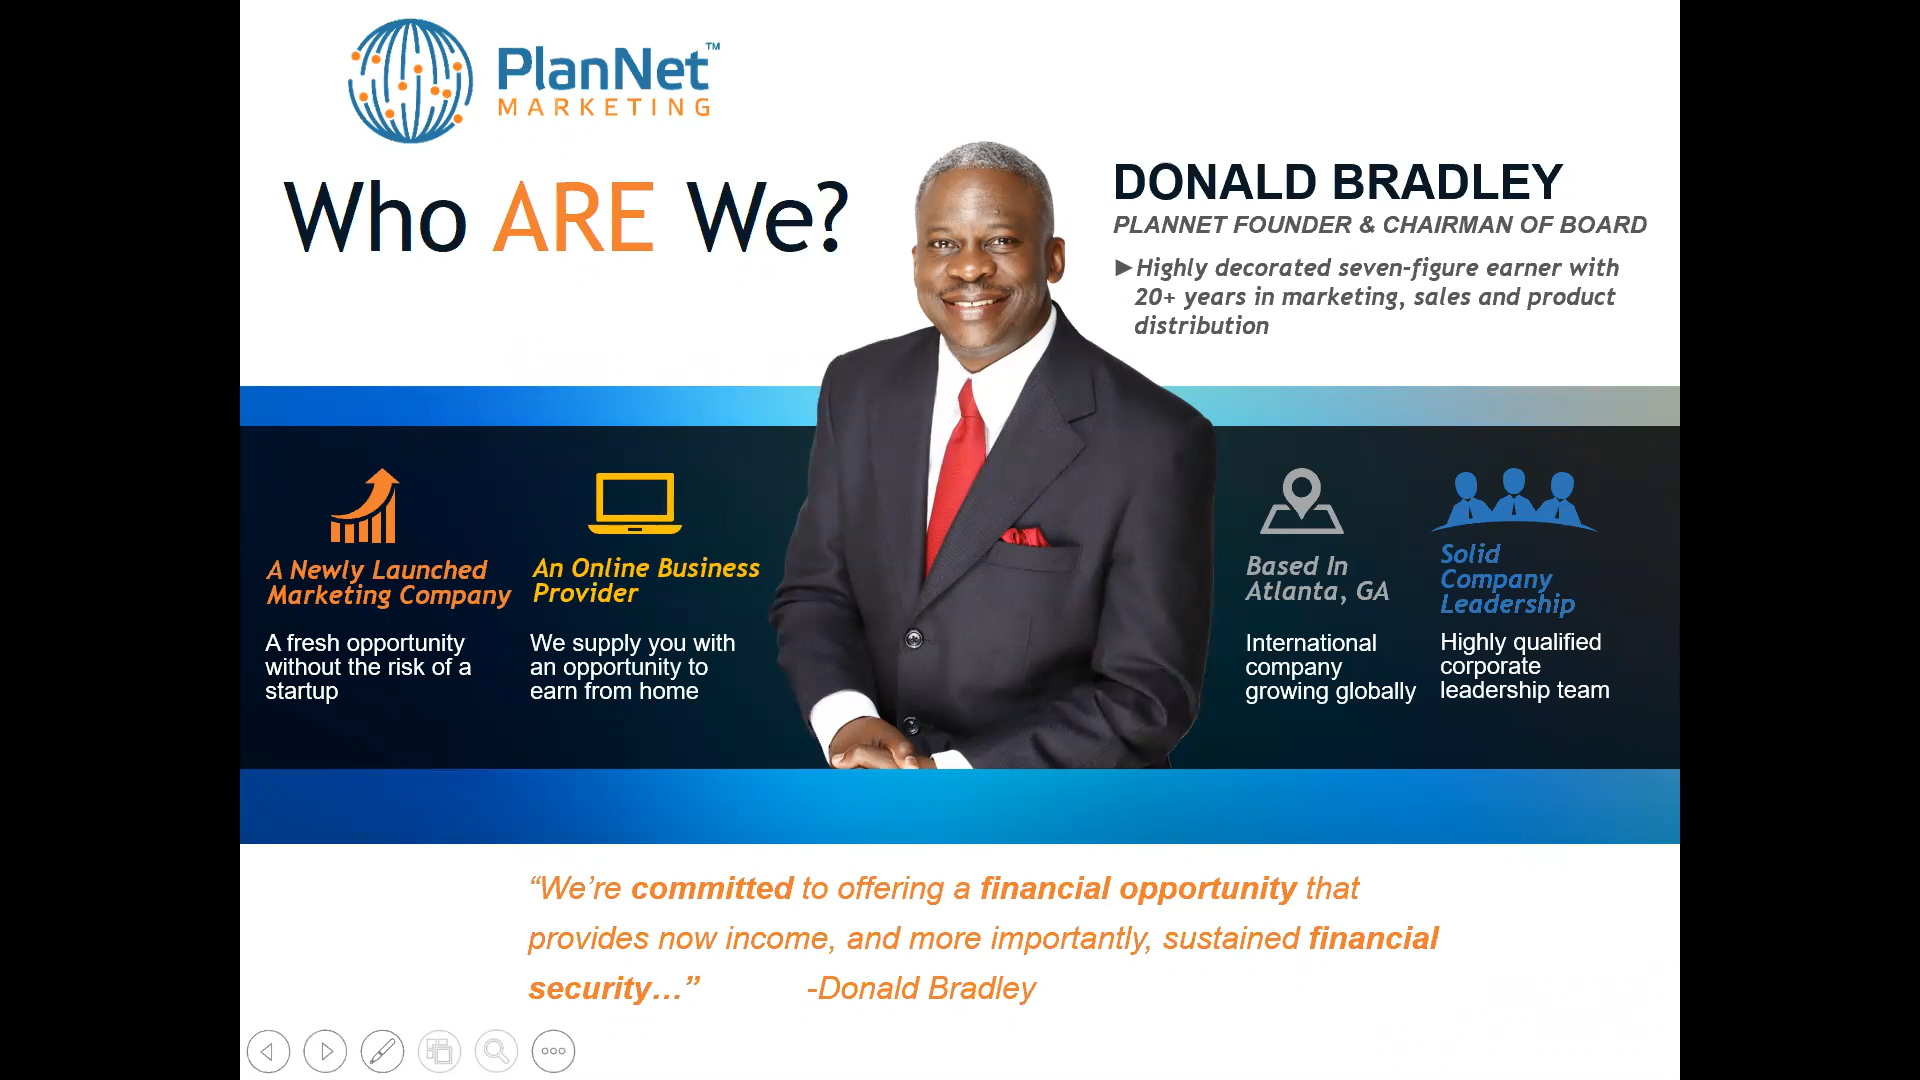 PlanNet™
MARKETING
Who ARE We?
DONALD BRADLEY
PLANNET FOUNDER & CHAIRMAN OF BOARD
►Highly decorated seven-figure earner with
20+ years in marketing, sales and product
distribution
A Newly Launched
Marketing Company
A fresh opportunity
without the risk of a
startup
An Online Business
Provider
We supply you with
an opportunity to
earn from home
Based In
Atlanta, GA
International
company
growing globally
Solid
Company
Leadership
Highly qualified
corporate
leadership team
“We’re committed to offering a financial opportunity that
provides now income, and more importantly, sustained financial
security...” -Donald Bradley